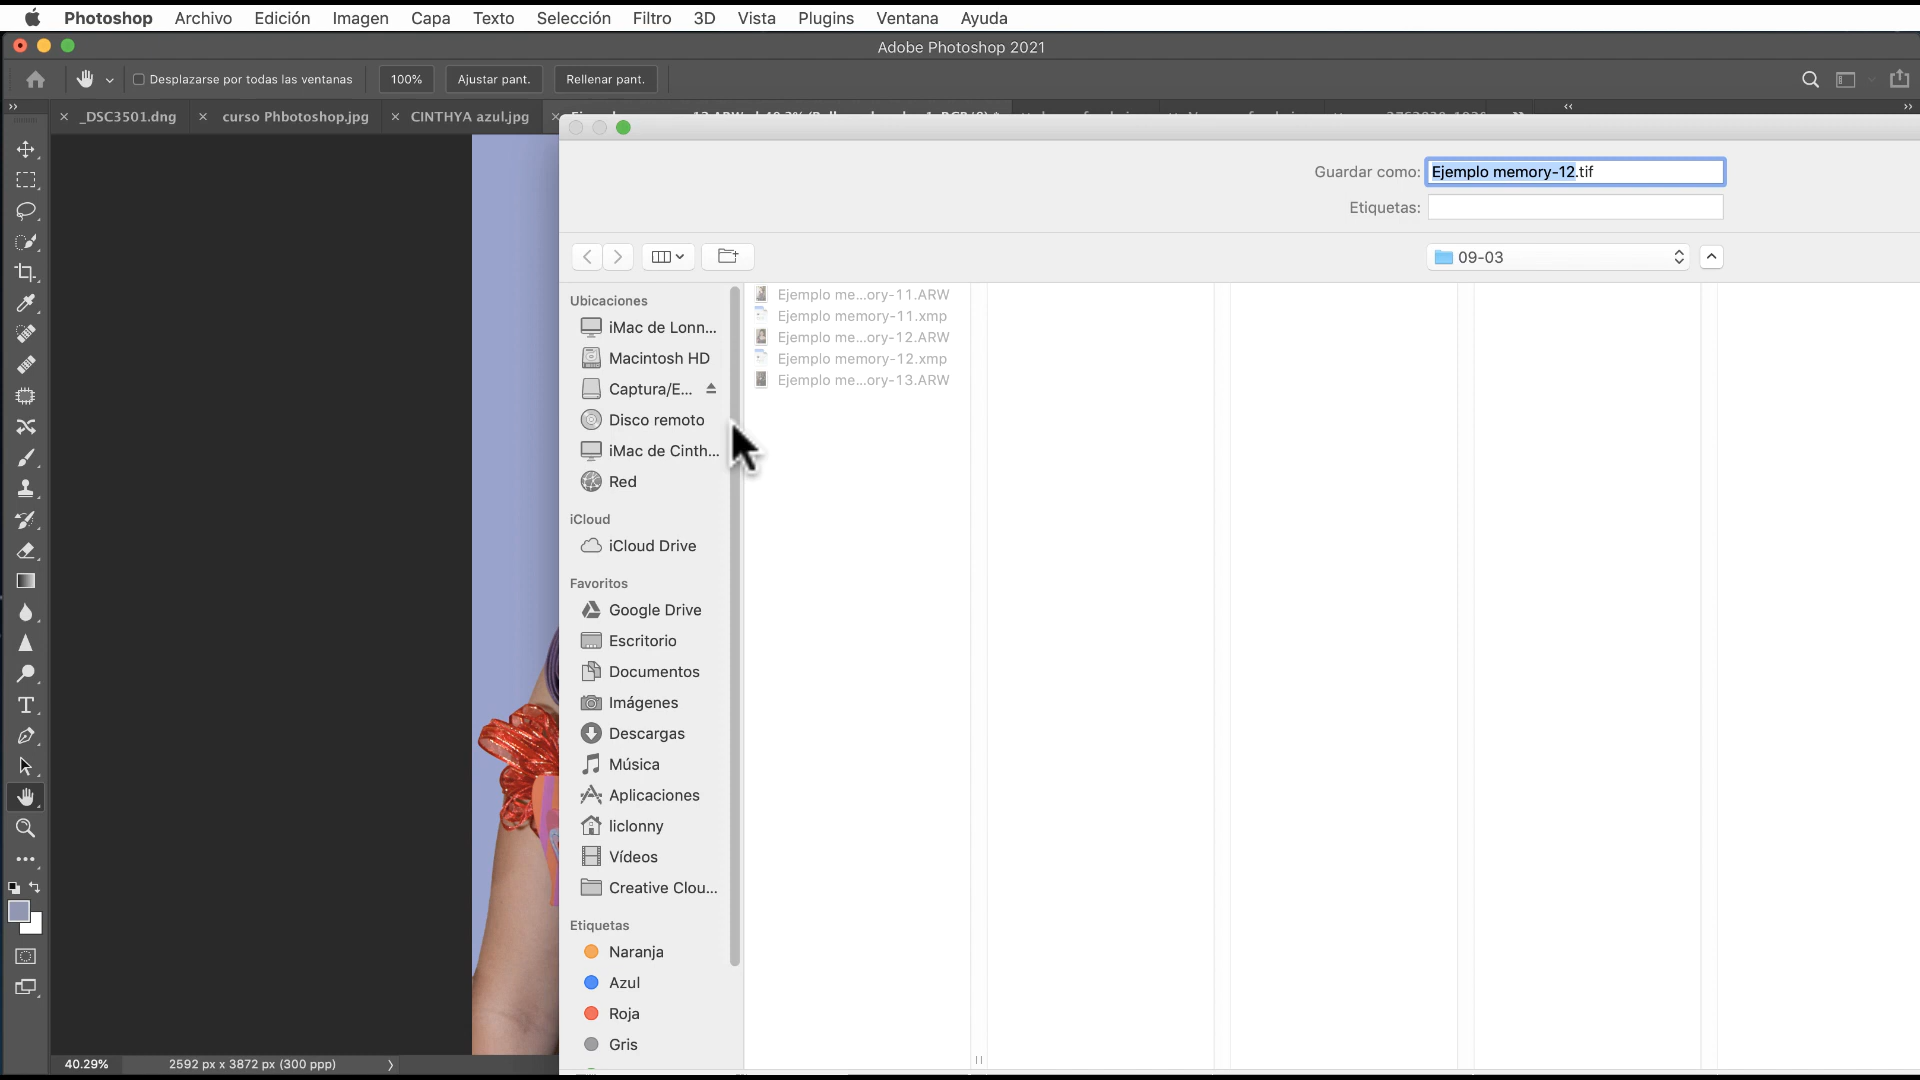 Photoshop Archivo Edición Imagen Capa Texto Selección Filtro 3D Vista Plugins Ventana Ayuda
Adobe Photoshop 2021
Desplazarse por todas las ventanas 100% Ajustar pant. Rellenar pant.
_DSC3501.dng curso Phbotoshop.jpg CINTHYA azul.jpg
Guardar como: Ejemplo memory-12.tif
Etiquetas:
09-03
Ubicaciones
iMac de Lonn...
Macintosh HD
Captura/E...
Disco remoto
iMac de Cinth...
Red
iCloud
iCloud Drive
Favoritos
Google Drive
Escritorio
Documentos
Imágenes
Descargas
Música
Aplicaciones
liclonny
Vídeos
Creative Clou...
Etiquetas
Naranja
Azul
Roja
Gris
Ejemplo me...ory-11.ARW
Ejemplo memory-11.xmp
Ejemplo me...ory-12.ARW
Ejemplo memory-12.xmp
Ejemplo me...ory-13.ARW
40.29% 2592 px x 3872 px (300 ppp)